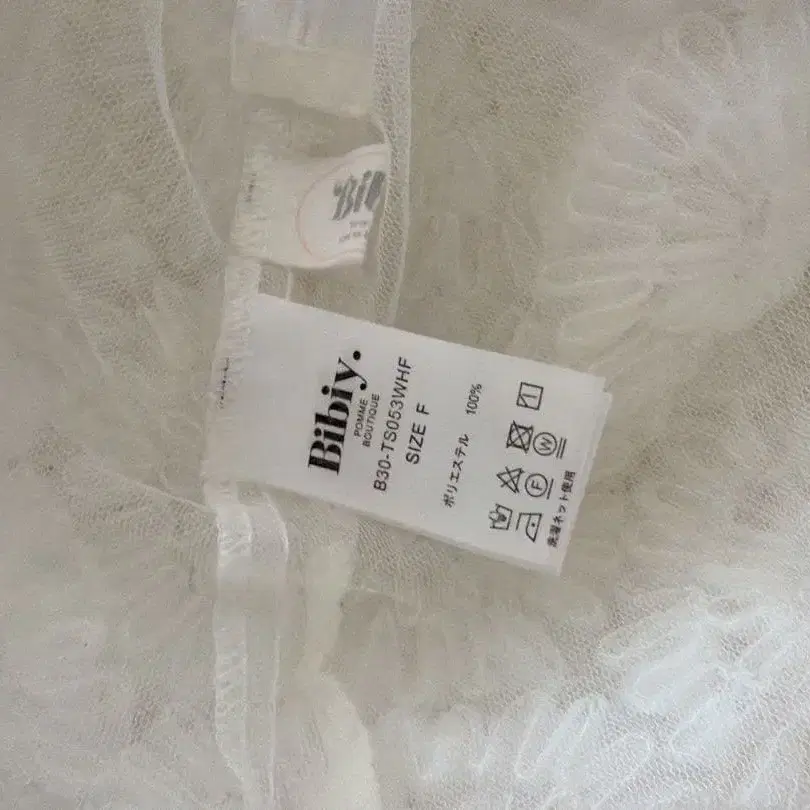 Bibiy.
POMME
BOUTIQUE
B30-TS053WHF
SIZE F
ポリエステル 100%
W
F
洗濯ネット使用